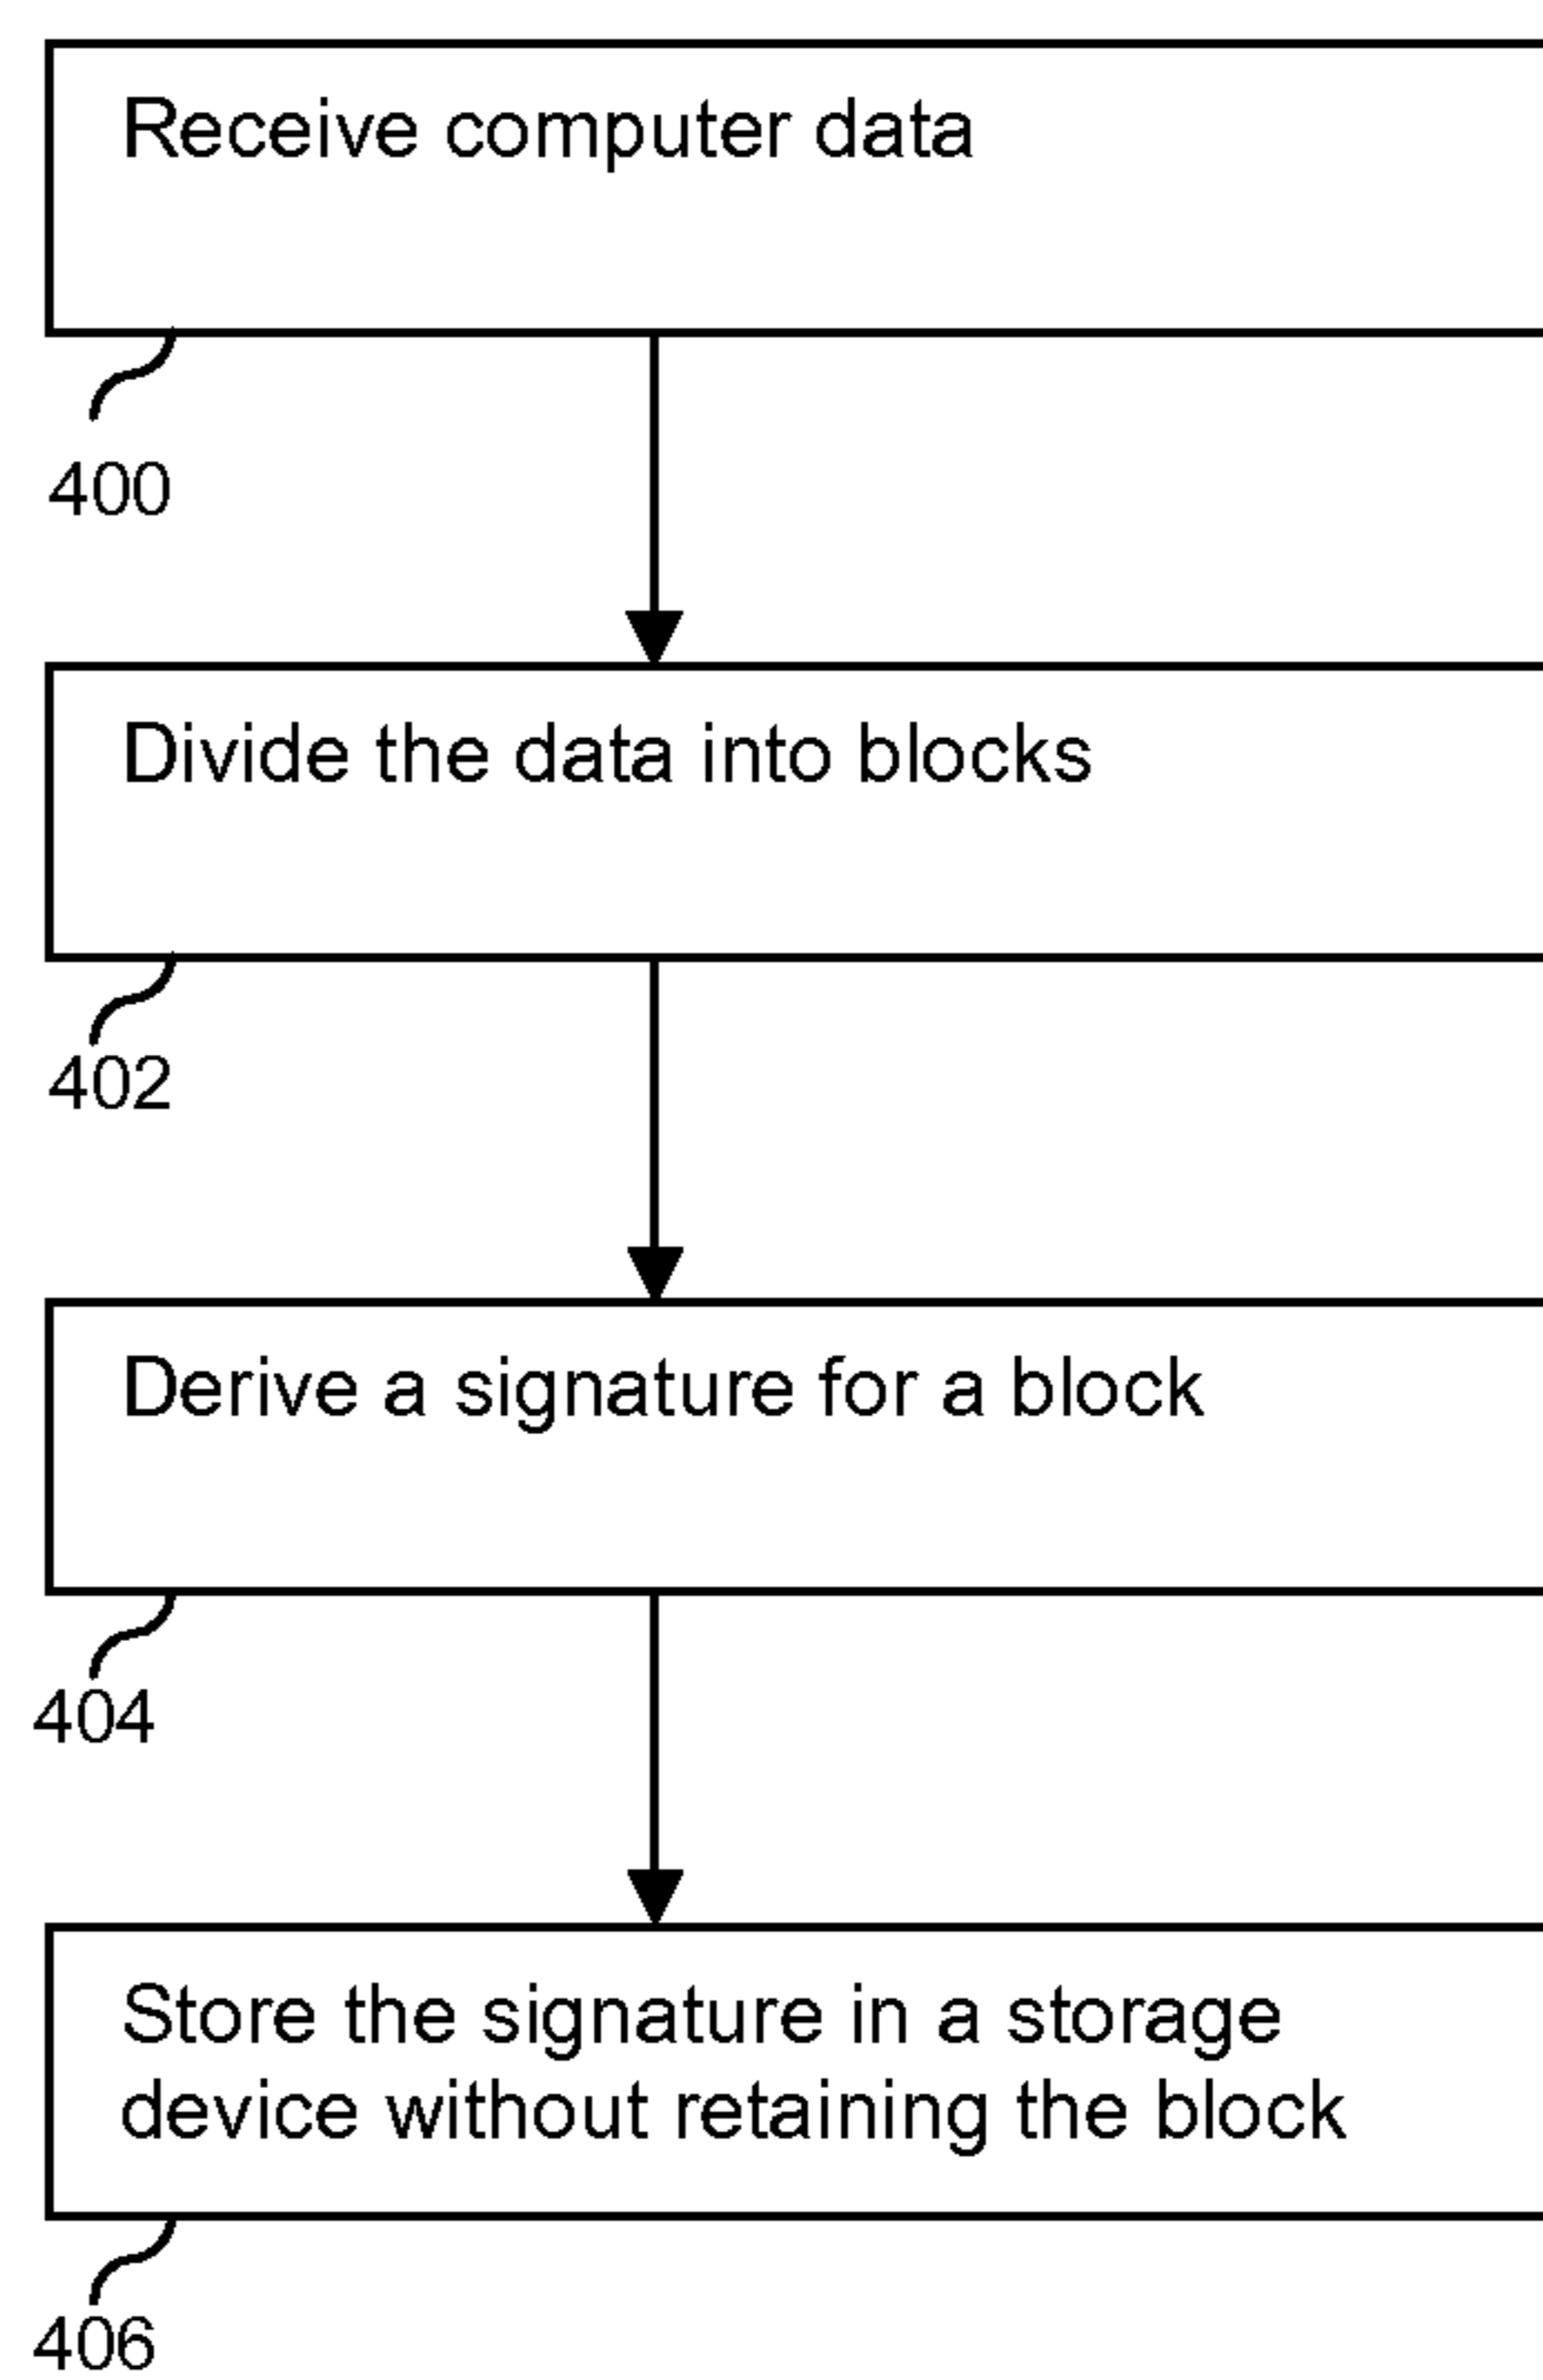 Receive computer data
400
Divide the data into blocks
402
Derive a signature for a block
404
Store the signature in a storage
device without retaining the block
406